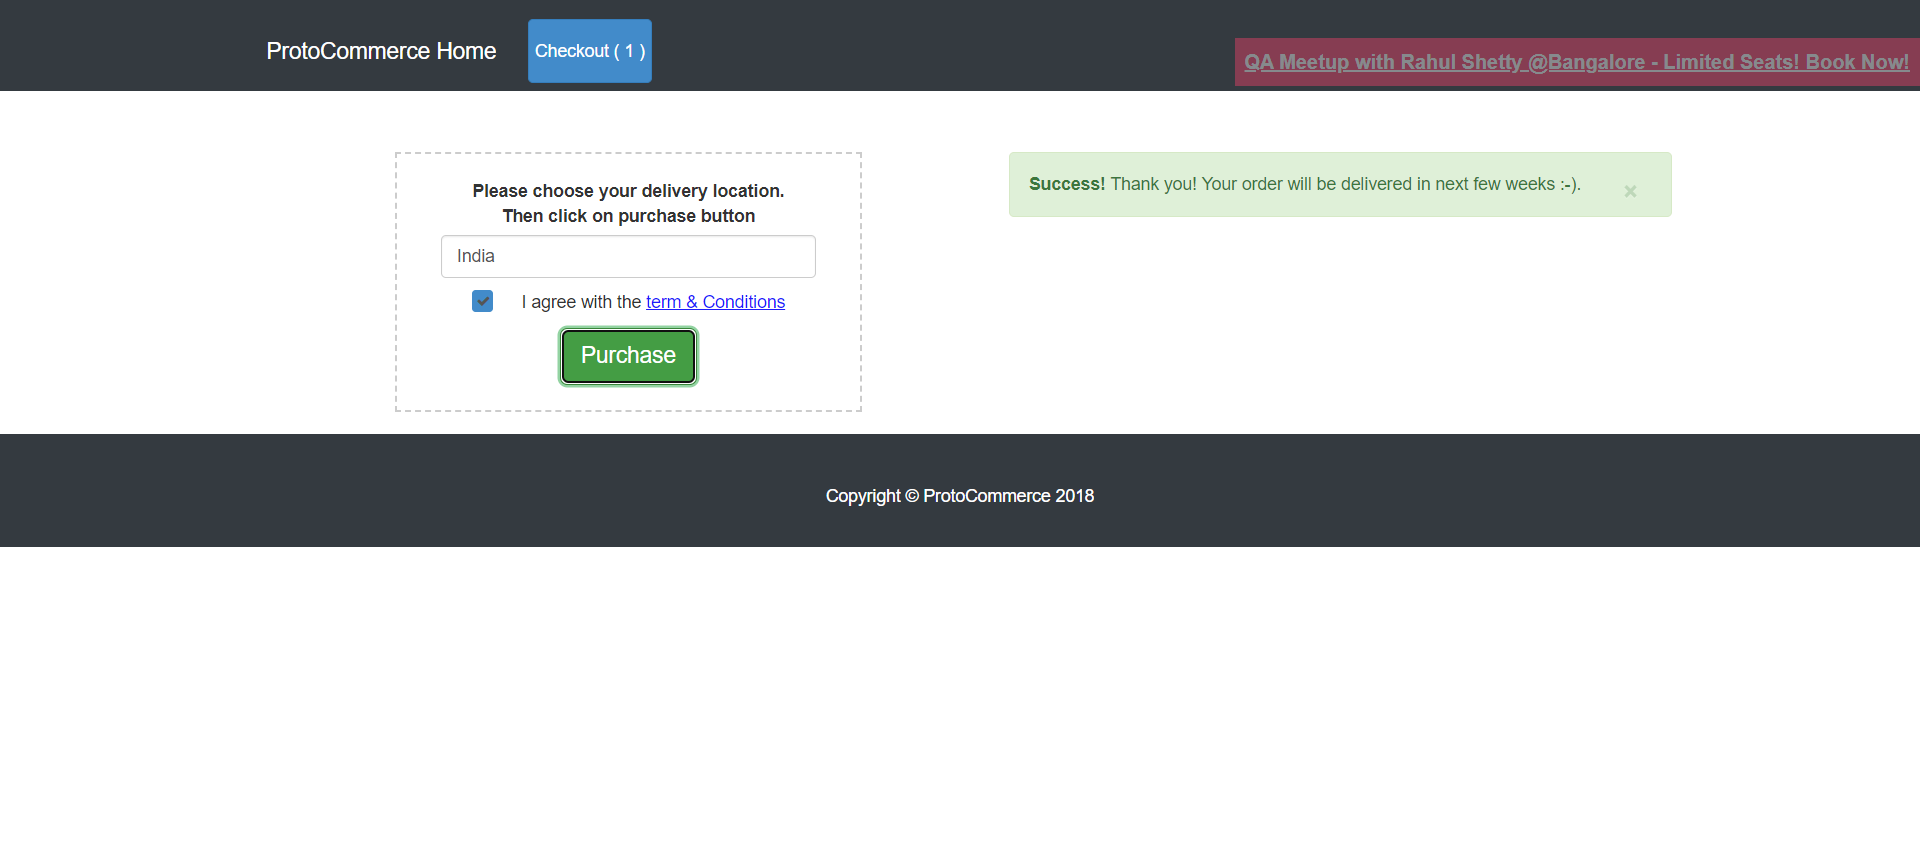 ProtoCommerce Home
Checkout ( 1 )
QA Meetup with Rahul Shetty @Bangalore - Limited Seats! Book Now!
Please choose your delivery location.
Then click on purchase button
India
I agree with the term & Conditions
Purchase
Success! Thank you! Your order will be delivered in next few weeks :-).
×
Copyright © ProtoCommerce 2018